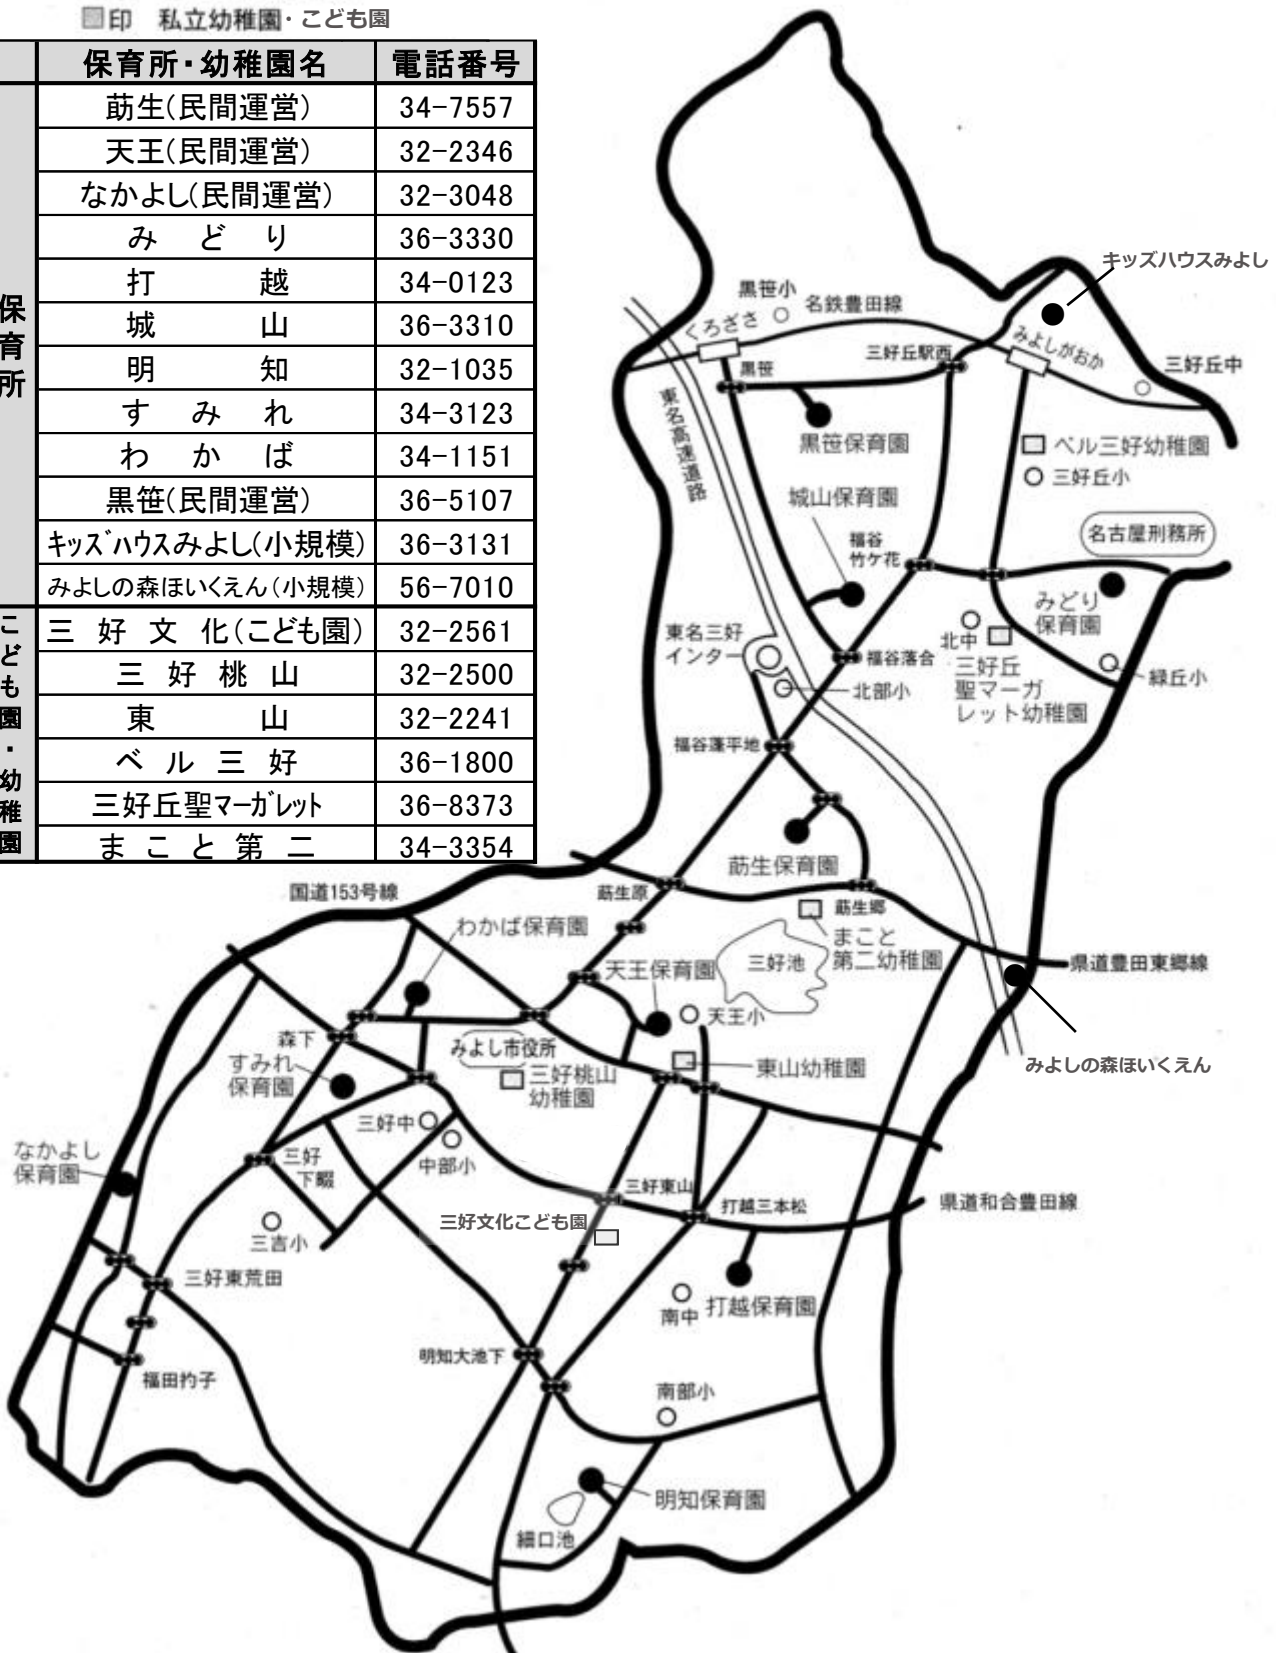 印 私立幼稚園・こども園
保育所・幼稚園名 電話番号
保育所
莇生(民間運営) 34-7557
天王(民間運営) 32-2346
なかよし(民間運営) 32-3048
みどり 36-3330
打越 34-0123
城山 36-3310
明知 32-1035
すみれ 34-3123
わかば 34-1151
黒笹(民間運営) 36-5107
キッズハウスみよし(小規模) 36-3131
みよしの森ほいくえん(小規模) 56-7010
こども園・幼稚園
三好文化(こども園) 32-2561
三好桃山 32-2500
東山 32-2241
ベル三好 36-1800
三好丘聖マーガレット 36-8373
まこと第二 34-3354
キッズハウスみよし
黒笹小
名鉄豊田線
くろざさ
三好丘駅西
みよしがおか
三好丘中
黒笹
東名高速道路
黒笹保育園
ベル三好幼稚園
三好丘小
城山保育園
名古屋刑務所
福谷
竹ケ花
みどり
保育園
東名三好
インター
北中
福谷落合
三好丘
聖マーガ
レット幼稚園
緑丘小
北部小
福谷蓬平地
莇生保育園
国道153号線
莇生原
莇生郷
わかば保育園
まこと
第二幼稚園
天王保育園
三好池
県道豊田東郷線
天王小
森下
みよし市役所
すみれ
保育園
三好桃山
幼稚園
東山幼稚園
みよしの森ほいくえん
三好中
中部小
なかよし
保育園
三好
下畷
三好東山
打越三本松
県道和合豊田線
三好文化こども園
三吉小
三好東荒田
南中
打越保育園
明知大池下
福田杓子
南部小
明知保育園
細口池